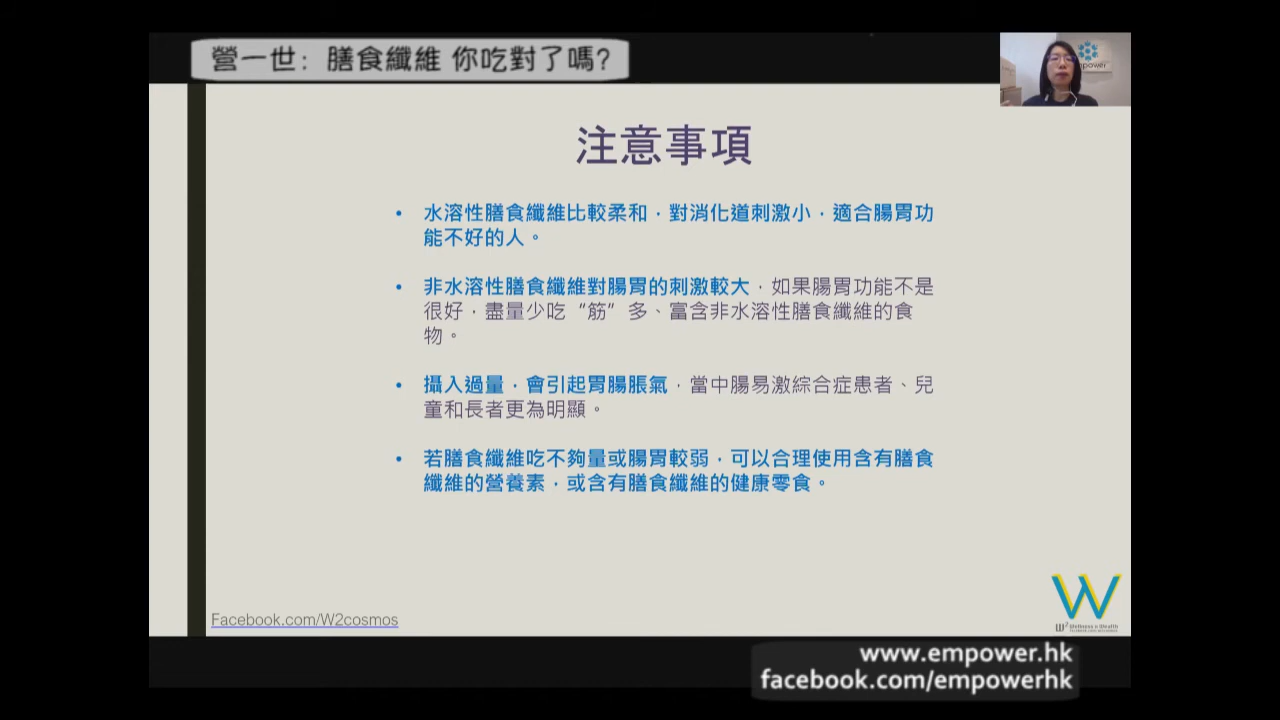 營一世：膳食纖維 你吃對了嗎?
empower
注意事項
• 水溶性膳食纖維比較柔和，對消化道刺激小，適合腸胃功
能不好的人。
• 非水溶性膳食纖維對腸胃的刺激較大，如果腸胃功能不是
很好，盡量少吃“筋”多、富含非水溶性膳食纖維的食
物。
• 攝入過量，會引起胃腸脹氣，當中腸易激綜合症患者、兒
童和長者更為明顯。
• 若膳食纖維吃不夠量或腸胃較弱，可以合理使用含有膳食
纖維的營養素，或含有膳食纖維的健康零食。
Facebook.com/W2cosmos
W² Wellness n Wealth
www.empower.hk
facebook.com/empowerhk